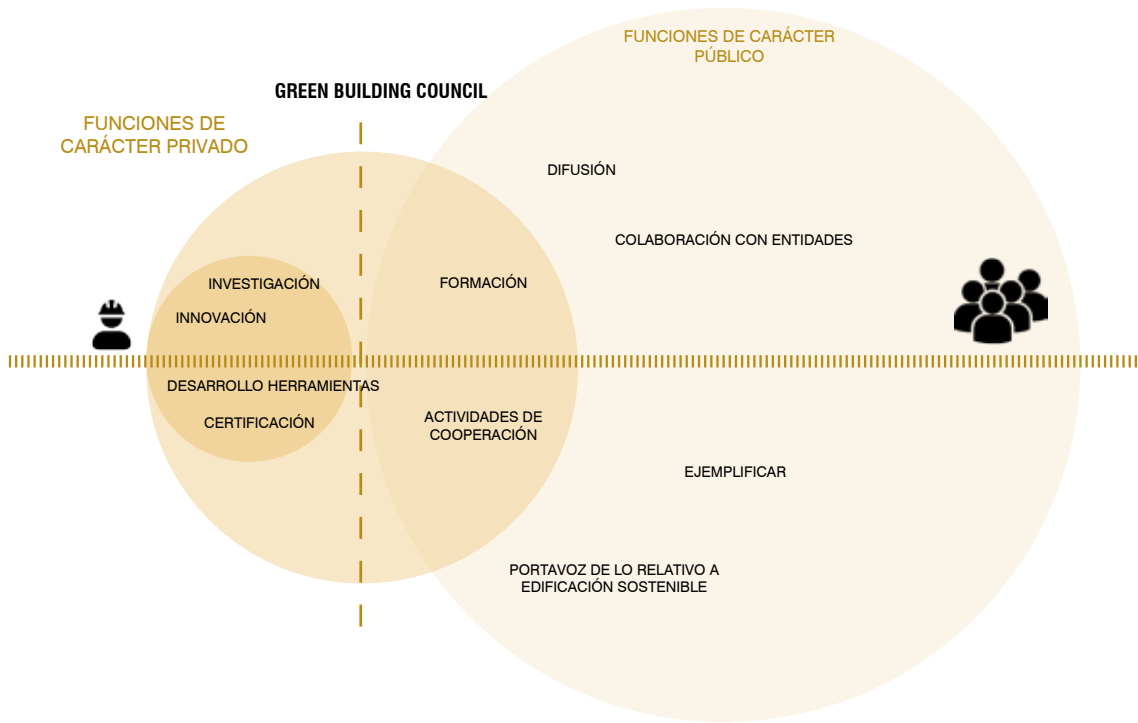 FUNCIONES DE CARÁCTER
PÚBLICO
GREEN BUILDING COUNCIL
FUNCIONES DE
CARÁCTER PRIVADO
DIFUSIÓN
COLABORACIÓN CON ENTIDADES
INVESTIGACIÓN
FORMACIÓN
INNOVACIÓN
DESARROLLO HERRAMIENTAS
CERTIFICACIÓN
ACTIVIDADES DE
COOPERACIÓN
EJEMPLIFICAR
PORTAVOZ DE LO RELATIVO A
EDIFICACIÓN SOSTENIBLE